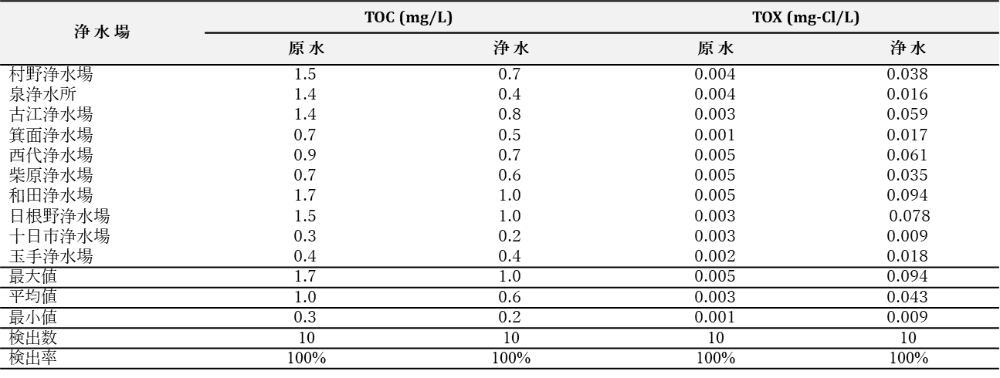 浄水場 TOC (mg/L) TOX (mg-Cl/L)
原水 浄水 原水 浄水
村野浄水場 1.5 0.7 0.004 0.038
泉浄水所 1.4 0.4 0.004 0.016
古江浄水場 1.4 0.8 0.003 0.059
箕面浄水場 0.7 0.5 0.001 0.017
西代浄水場 0.9 0.7 0.005 0.061
柴原浄水場 0.7 0.6 0.005 0.035
和田浄水場 1.7 1.0 0.005 0.094
日根野浄水場 1.5 1.0 0.003 0.078
十日市浄水場 0.3 0.2 0.003 0.009
玉手浄水場 0.4 0.4 0.002 0.018
最大値 1.7 1.0 0.005 0.094
平均値 1.0 0.6 0.003 0.043
最小値 0.3 0.2 0.001 0.009
検出数 10 10 10 10
検出率 100% 100% 100% 100%